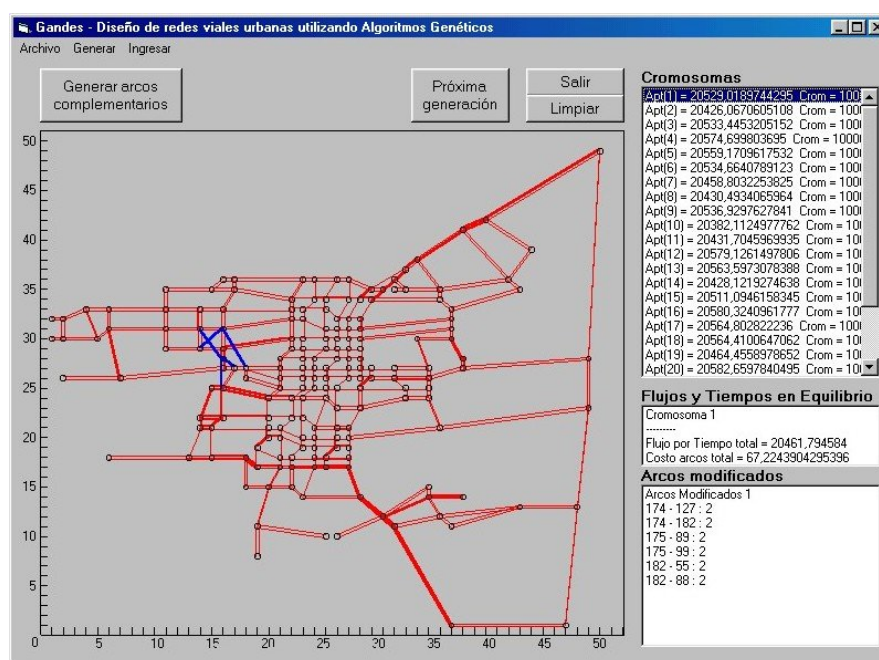 Gandes - Diseño de redes viales urbanas utilizando Algoritmos Genéticos
Archivo Generar Ingresar
Generar arcos
complementarios
Próxima
generación
Salir
Limpiar
Cromosomas
Apt(1) = 20529,0189744295 Crom = 100
Apt(2) = 20426,0670605108 Crom = 100
Apt(3) = 20533,4453205152 Crom = 100
Apt(4) = 20574,699803695 Crom = 1000
Apt(5) = 20559,1709617532 Crom = 100
Apt(6) = 20534,6640789123 Crom = 100
Apt(7) = 20458,8032253825 Crom = 100
Apt(8) = 20430,4934065964 Crom = 100
Apt(9) = 20536,9297627841 Crom = 100
Apt(10) = 20382,1124977762 Crom = 10
Apt(11) = 20431,7045969935 Crom = 10
Apt(12) = 20579,1261497806 Crom = 10
Apt(13) = 20563,5973078388 Crom = 10
Apt(14) = 20428,1219274638 Crom = 10
Apt(15) = 20511,0946158345 Crom = 10
Apt(16) = 20580,3240961777 Crom = 10
Apt(17) = 20564,802822236 Crom = 100
Apt(18) = 20564,4100647062 Crom = 10
Apt(19) = 20464,4558978652 Crom = 10
Apt(20) = 20582,6597840495 Crom = 10
Flujos y Tiempos en Equilibrio
Cromosoma 1
---------
Flujo por Tiempo total = 20461,794584
Costo arcos total = 67,2243904295396
Arcos modificados
Arcos Modificados 1
174 - 127 : 2
174 - 182 : 2
175 - 89 : 2
175 - 99 : 2
182 - 55 : 2
182 - 88 : 2
50
45
40
35
30
25
20
15
10
5
0 5 10 15 20 25 30 35 40 45 50